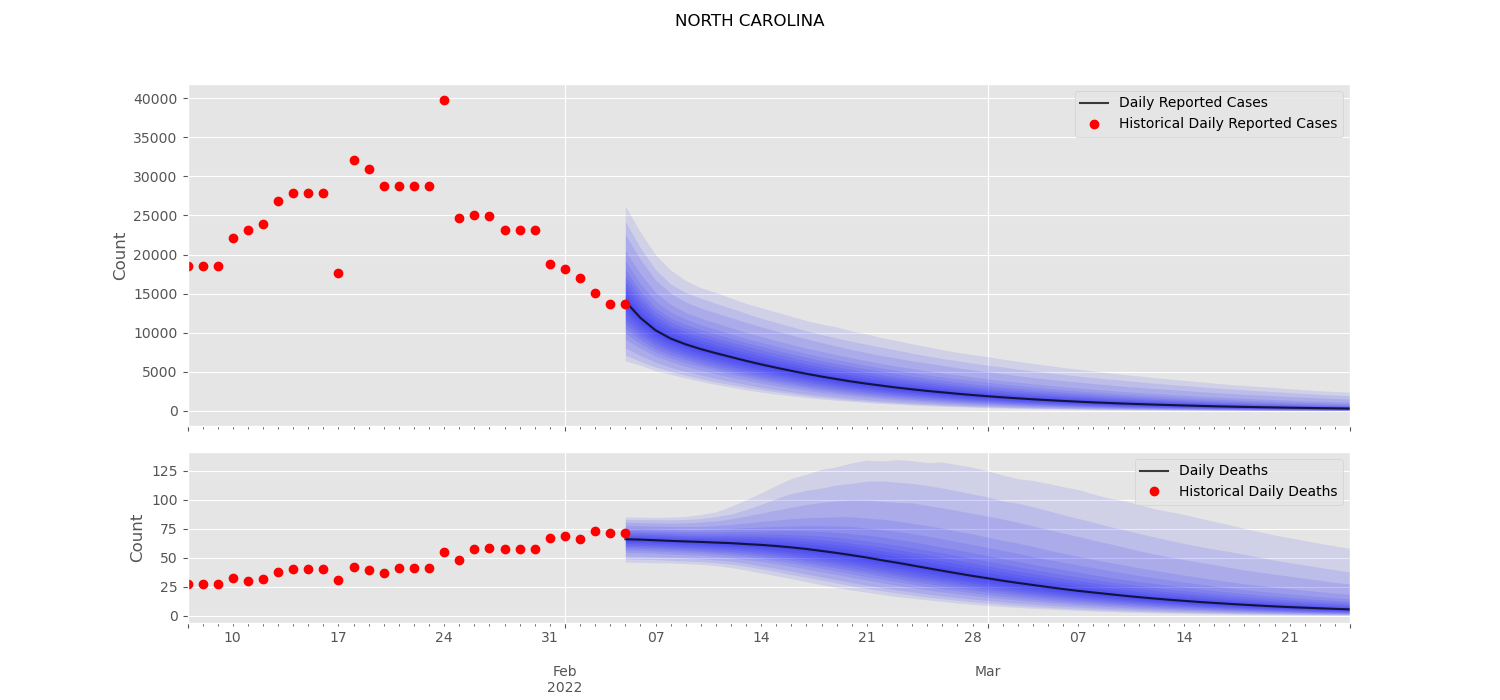 NORTH CAROLINA
40000
35000
30000
25000
20000
15000
10000
5000
0
Count
Daily Reported Cases
Historical Daily Reported Cases
125
100
75
50
25
0
Count
Daily Deaths
Historical Daily Deaths
10 17 24 31 07 14 21 28 07 14 21
Feb Mar
2022